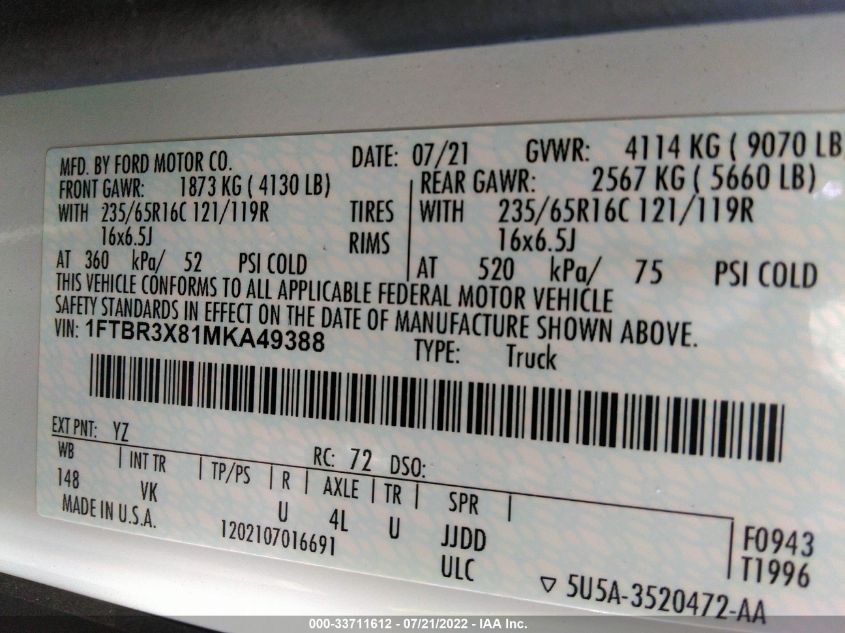 MFD. BY FORD MOTOR CO. DATE: 07/21 GVWR: 4114 KG ( 9070 LB
FRONT GAWR: 1873 KG ( 4130 LB) REAR GAWR: 2567 KG ( 5660 LB)
WITH 235/65R16C 121/119R TIRES WITH 235/65R16C 121/119R
16x6.5J RIMS 16x6.5J
AT 360 kPa/ 52 PSI COLD AT 520 kPa/ 75 PSI COLD
THIS VEHICLE CONFORMS TO ALL APPLICABLE FEDERAL MOTOR VEHICLE
SAFETY STANDARDS IN EFFECT ON THE DATE OF MANUFACTURE SHOWN ABOVE.
VIN: 1FTBR3X81MKA49388 TYPE: Truck
EXT PNT: YZ RC: 72 DSO:
WB INT TR TP/PS R AXLE TR SPR
148 VK U 4L U JJDD F0943
MADE IN U.S.A. 1202107016691 ULC ▽ 5U5A-3520472-AA T1996
000-33711612 - 07/21/2022 - IAA Inc.